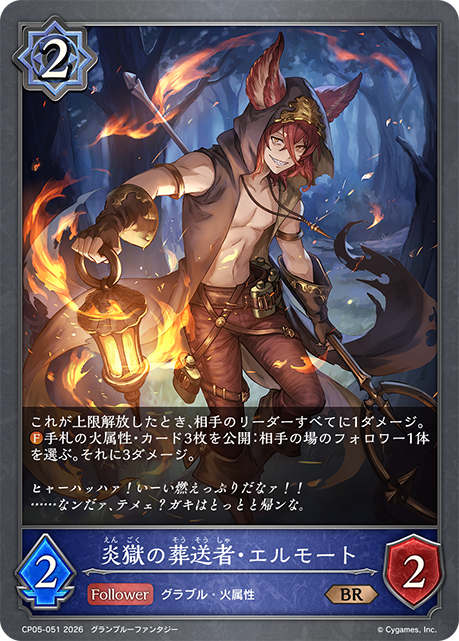 2
これが上限解放したとき、相手のリーダーすべてに1ダメージ。
F 手札の火属性・カード3枚を公開：相手の場のフォロワー1体
を選ぶ。それに3ダメージ。
ヒャーハッハァ！いーい燃えっぷりだなァ！！
……なンだァ、テメェ？ガキはとっとと帰ンな。
えんごく そうそうしゃ
炎獄の葬送者・エルモート
2
Follower グラブル・火属性
BR
2
CP05-051 2026 グランブルーファンタジー
© Cygames, Inc.